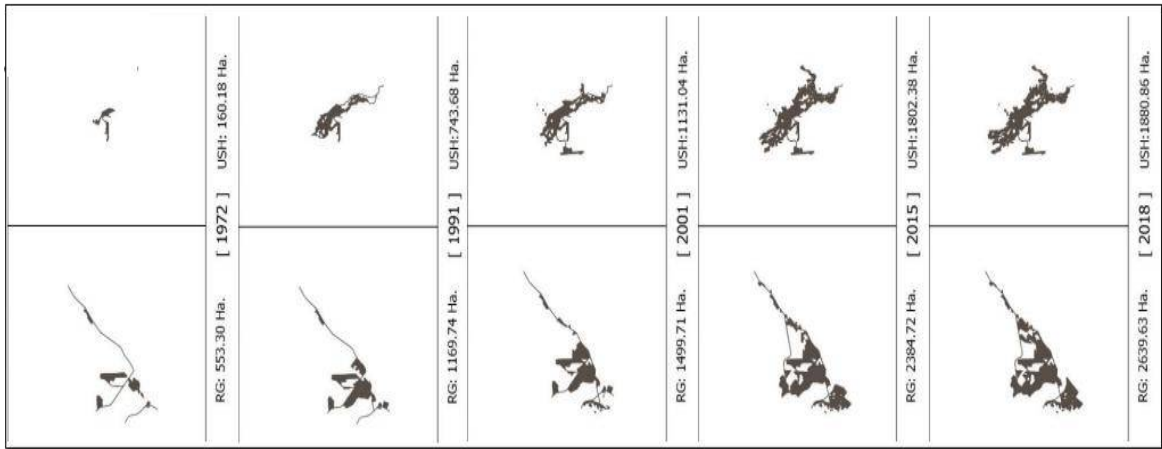 RG: 553.30 Ha. [ 1972 ] USH: 160.18 Ha.
RG: 1169.74 Ha. [ 1991 ] USH:743.68 Ha.
RG: 1499.71 Ha. [ 2001 ] USH:1131.04 Ha.
RG: 2384.72 Ha. [ 2015 ] USH:1802.38 Ha.
RG: 2639.63 Ha. [ 2018 ] USH:1880.86 Ha.